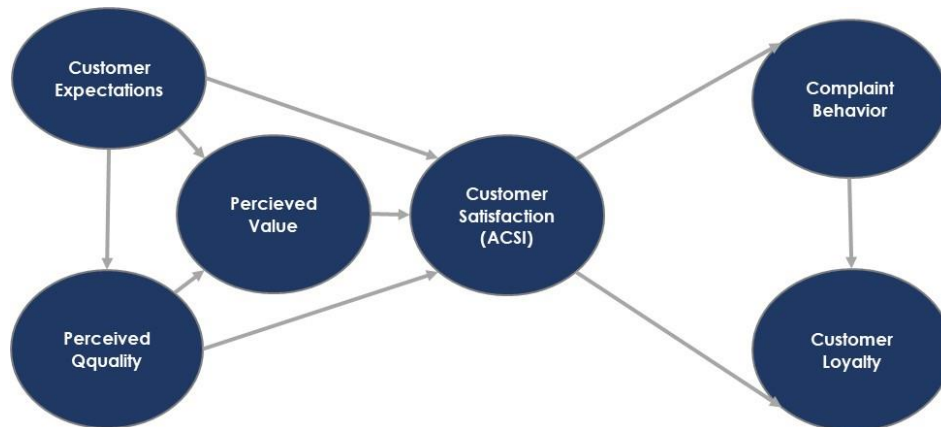 Customer
Expectations
Percieved
Value
Perceived
Qquality
Customer
Satisfaction
(ACSI)
Complaint
Behavior
Customer
Loyalty